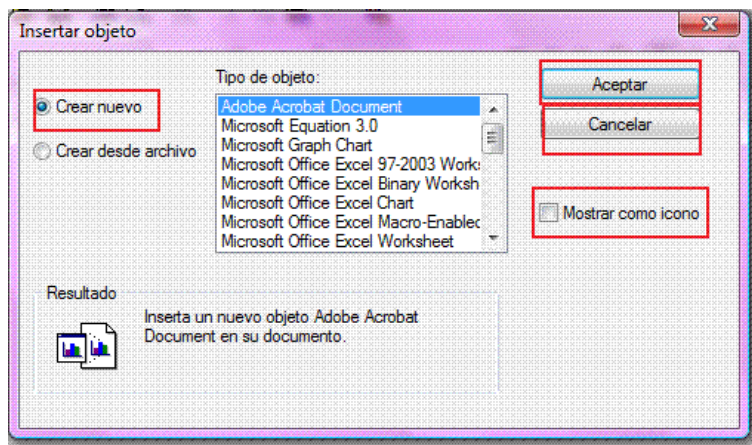 Insertar objeto
Tipo de objeto:
Crear nuevo
Crear desde archivo
Adobe Acrobat Document
Microsoft Equation 3.0
Microsoft Graph Chart
Microsoft Office Excel 97-2003 Works
Microsoft Office Excel Binary Worksh
Microsoft Office Excel Chart
Microsoft Office Excel Macro-Enabled
Microsoft Office Excel Worksheet
Aceptar
Cancelar
Mostrar como icono
Resultado
Inserta un nuevo objeto Adobe Acrobat
Document en su documento.